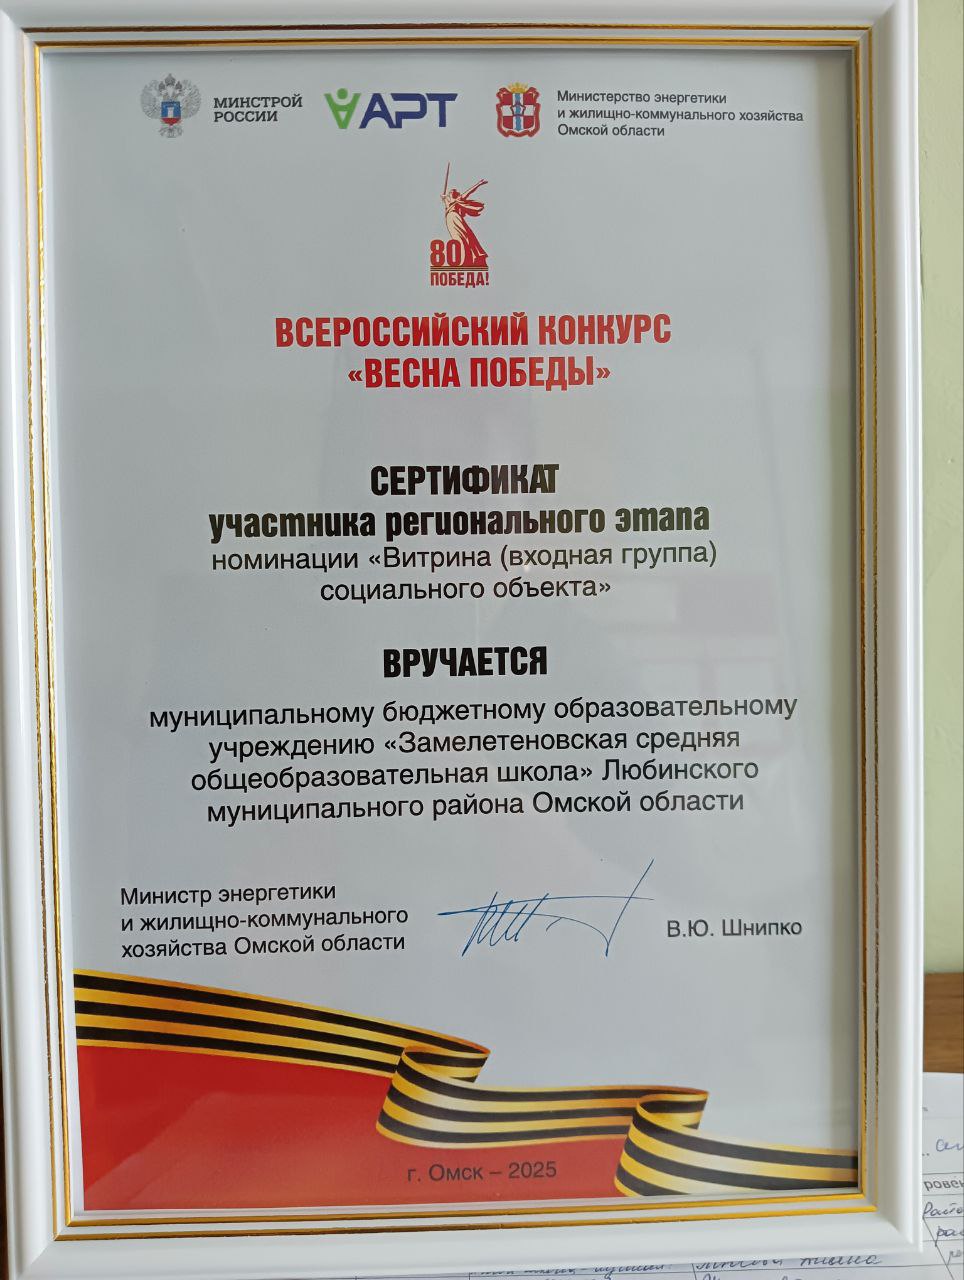 МИНСТРОЙ
РОССИИ
АРТ
Министерство энергетики
и жилищно-коммунального хозяйства
Омской области
80
ПОБЕДА!
ВСЕРОССИЙСКИЙ КОНКУРС
«ВЕСНА ПОБЕДЫ»
СЕРТИФИКАТ
участника регионального этапа
номинации «Витрина (входная группа)
социального объекта»
ВРУЧАЕТСЯ
муниципальному бюджетному образовательному
учреждению «Замелетеновская средняя
общеобразовательная школа» Любинского
муниципального района Омской области
Министр энергетики
и жилищно-коммунального
хозяйства Омской области
В.Ю. Шнипко
г. Омск – 2025